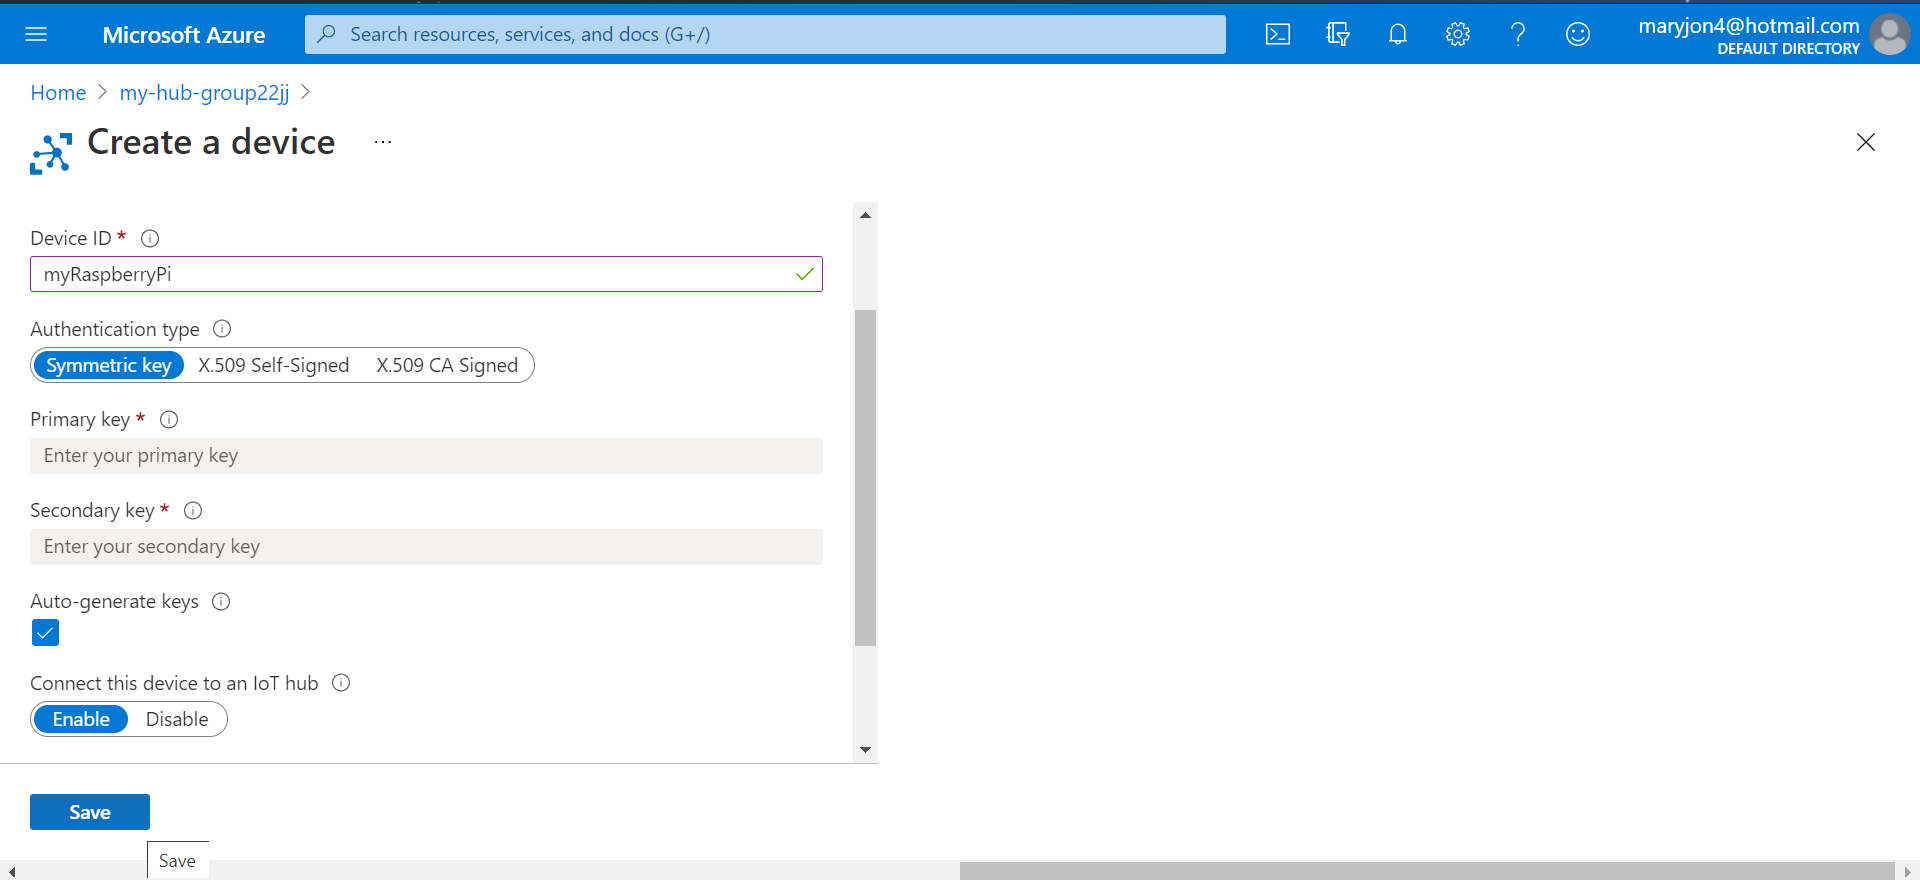 Microsoft Azure
Search resources, services, and docs (G+/)
maryjon4@hotmail.com
DEFAULT DIRECTORY
Home > my-hub-group22jj >
Create a device ...
Device ID *
myRaspberryPi
Authentication type
Symmetric key X.509 Self-Signed X.509 CA Signed
Primary key *
Enter your primary key
Secondary key *
Enter your secondary key
Auto-generate keys
Connect this device to an IoT hub
Enable Disable
Save
Save